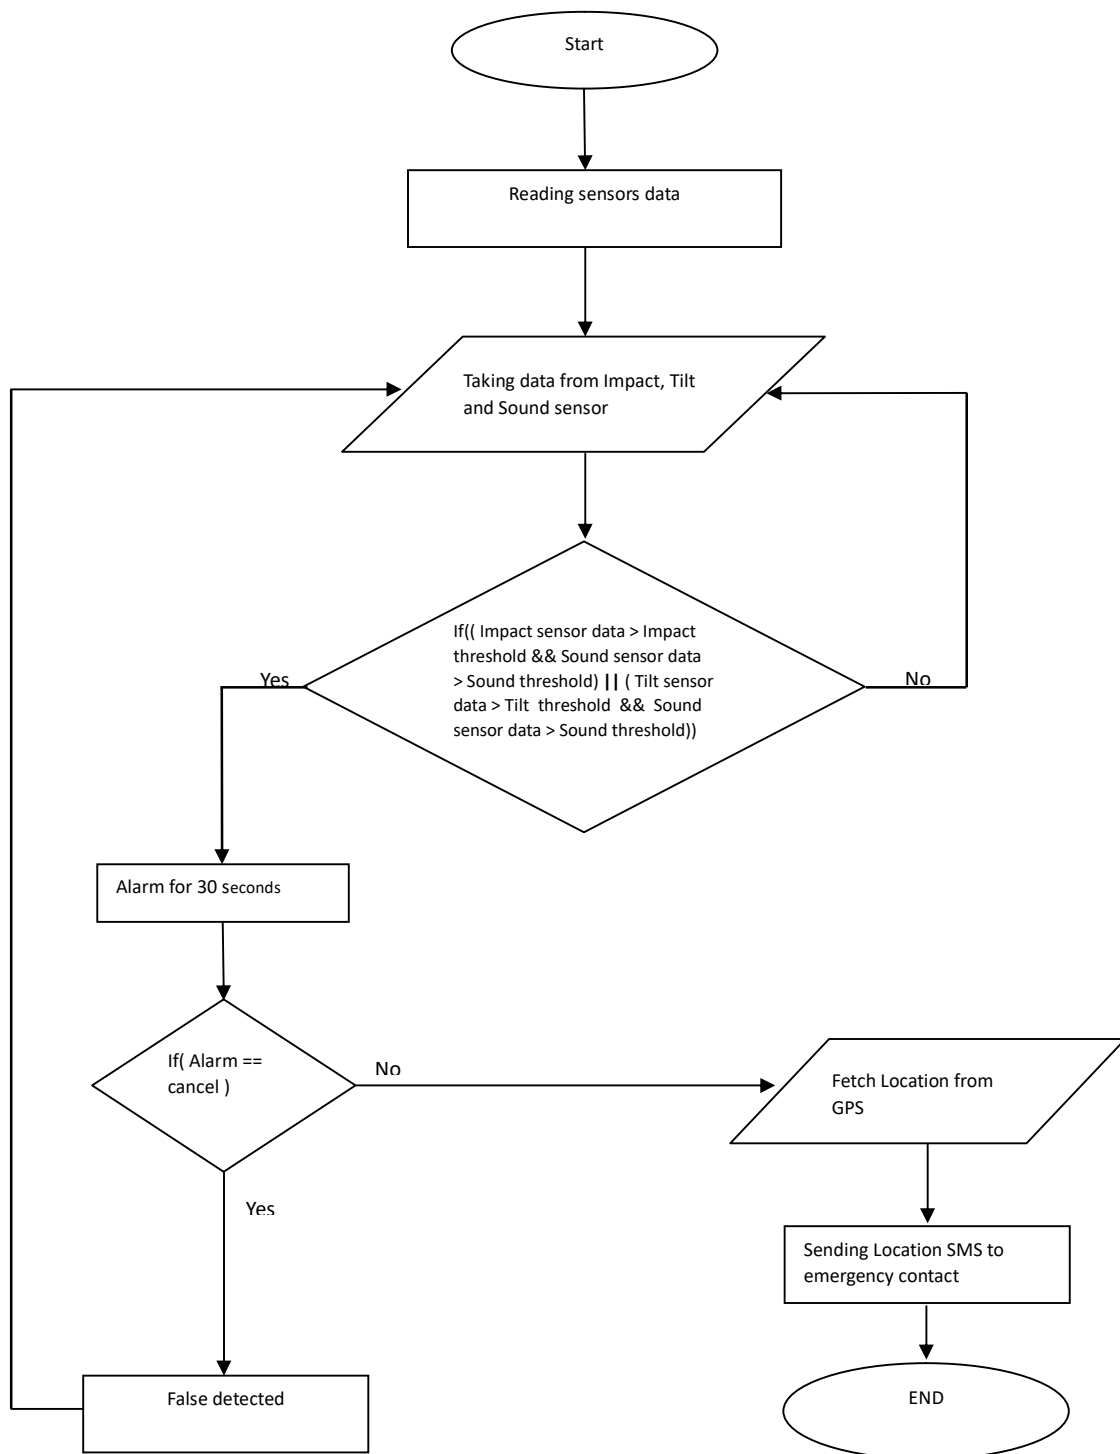 Start
Reading sensors data
Taking data from Impact, Tilt
and Sound sensor
If(( Impact sensor data > Impact
threshold && Sound sensor data
> Sound threshold) || ( Tilt sensor
data > Tilt threshold && Sound
sensor data > Sound threshold))
Yes
No
Alarm for 30 seconds
If( Alarm ==
cancel )
No
Yes
Fetch Location from
GPS
Sending Location SMS to
emergency contact
False detected
END